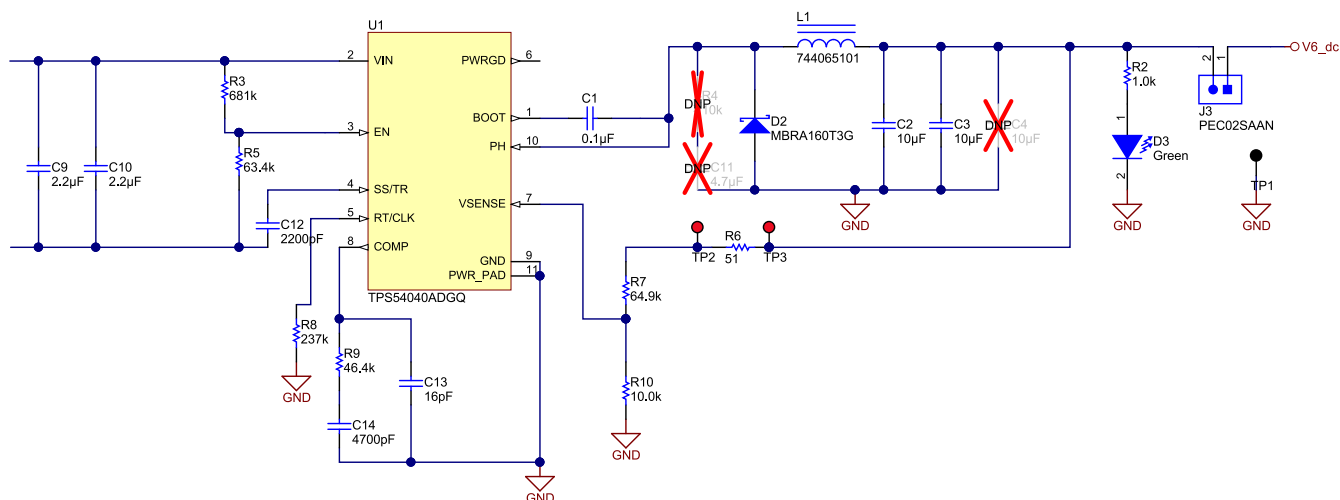 U1
TPS54040ADGQ
2
VIN
3
EN
4
SS/TR
5
RT/CLK
8
COMP
PWRGD
6
BOOT
1
PH
10
VSENSE
7
GND
9
PWR_PAD
11
C9
2.2µF
C10
2.2µF
R3
681k
R5
63.4k
C12
2200pF
R8
237k
GND
R9
46.4k
C14
4700pF
C13
16pF
GND
C1
0.1µF
R4
DNP
10k
C11
DNP
4.7µF
D2
MBRA160T3G
L1
744065101
C2
10µF
C3
10µF
C4
DNP
10µF
GND
TP2
R6
51
TP3
R7
64.9k
R10
10.0k
GND
R2
1.0k
1
D3
Green
2
GND
2
1
J3
PEC02SAAN
V6_dc
TP1
GND